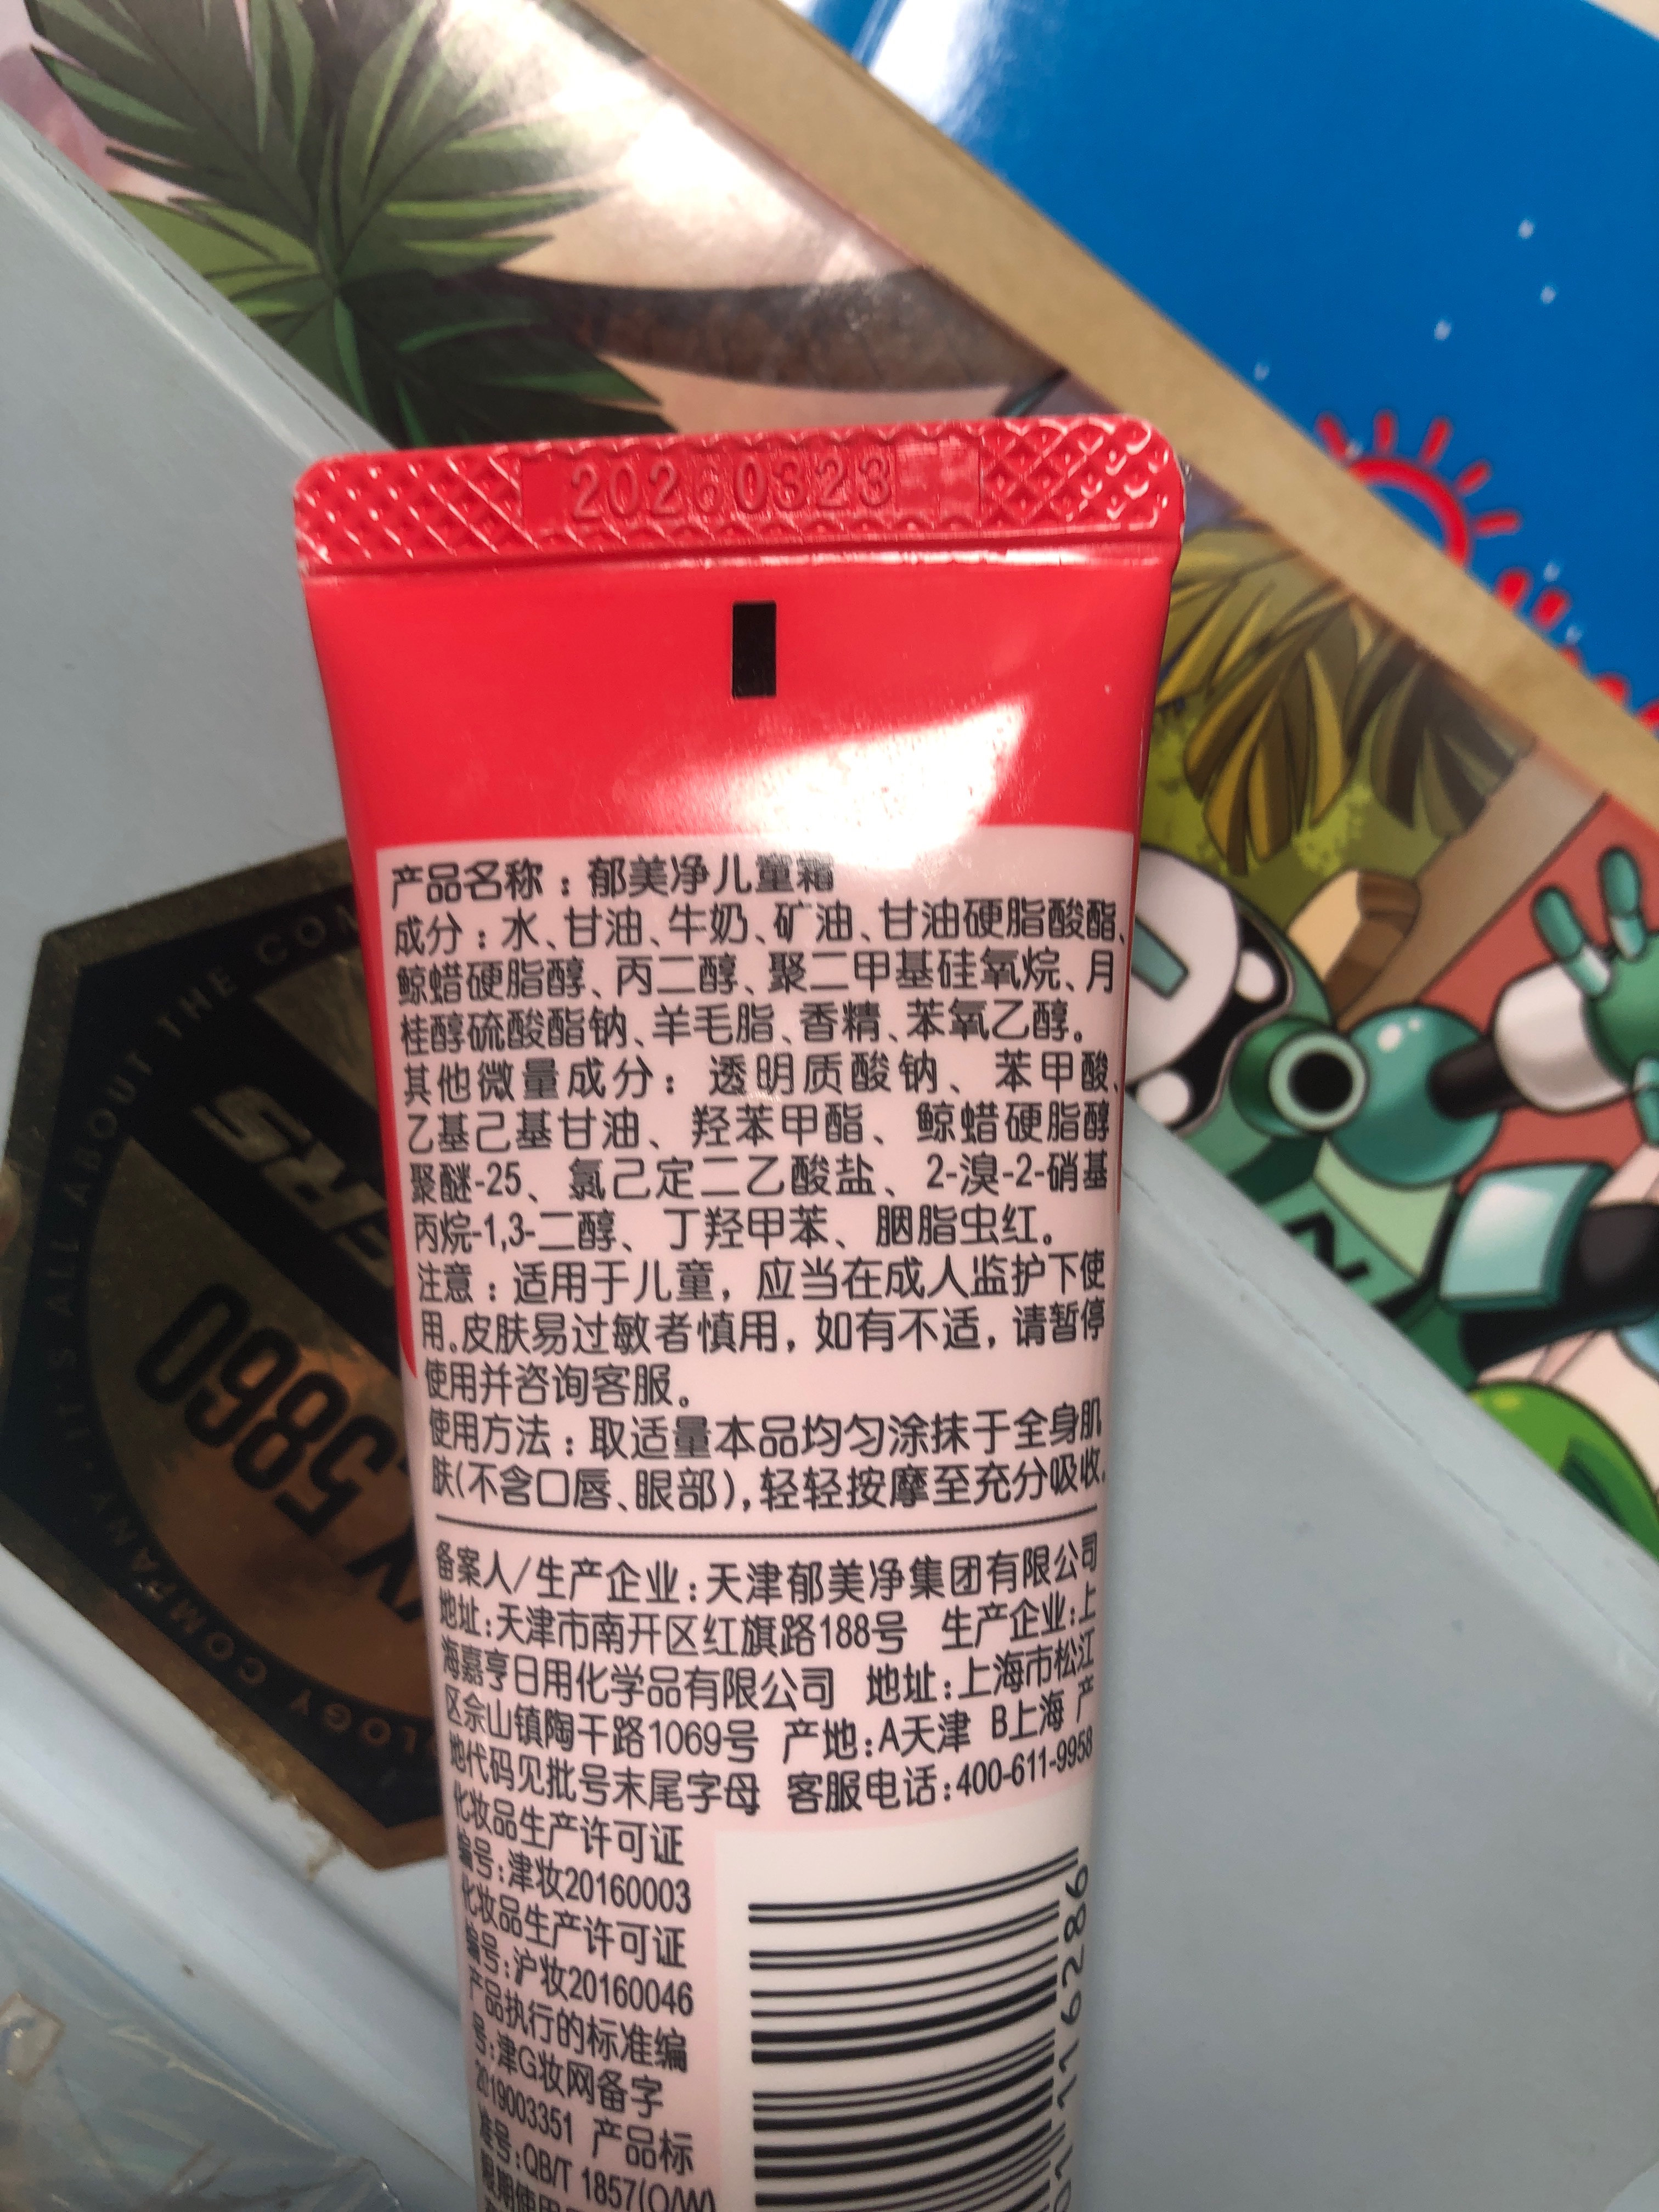 20260323
产品名称：郁美净儿童霜
成分：水、甘油、牛奶、矿油、甘油硬脂酸酯、
鲸蜡硬脂醇、丙二醇、聚二甲基硅氧烷、月
桂醇硫酸酯钠、羊毛脂、香精、苯氧乙醇。
其他微量成分：透明质酸钠、苯甲酸、
乙基己基甘油、羟苯甲酯、鲸蜡硬脂醇
聚醚-25、氯己定二乙酸盐、2-溴-2-硝基
丙烷-1,3-二醇、丁羟甲苯、胭脂虫红。
注意：适用于儿童，应当在成人监护下使
用。皮肤易过敏者慎用，如有不适，请暂停
使用并咨询客服。
使用方法：取适量本品均匀涂抹于全身肌
肤(不含口唇、眼部)，轻轻按摩至充分吸收。
备案人/生产企业：天津郁美净集团有限公司
地址：天津市南开区红旗路188号 生产企业：上
海嘉亨日用化学品有限公司 地址：上海市松江
区佘山镇陶干路1069号 产地：A天津 B上海 产
地代码见批号末尾字母 客服电话：400-611-9958
化妆品生产许可证
编号：津妆20160003
化妆品生产许可证
编号：沪妆20160046
产品执行的标准编
号：津G妆网备字
2019003351 产品标
准号：QB/T 1857(O/W)
限期使用
IT'S ALL ABOUT THE COM
LOGY COMPANY
GERS
5860
N